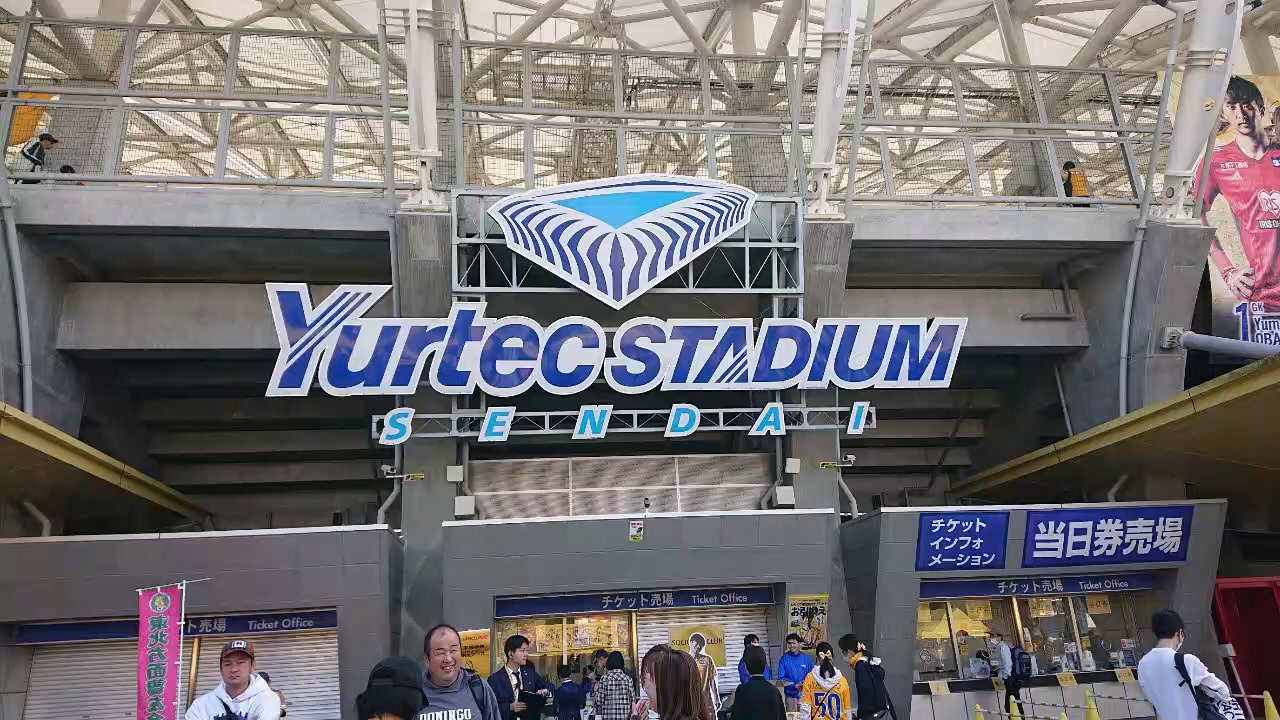 Yurtec STADIUM
SENDAI
チケット
インフォ
メーション
当日券売場
チケット売場 Ticket Office
チケット売場 Ticket Office
ト売場 Ticket Office
GK
1
50
DOMINGO